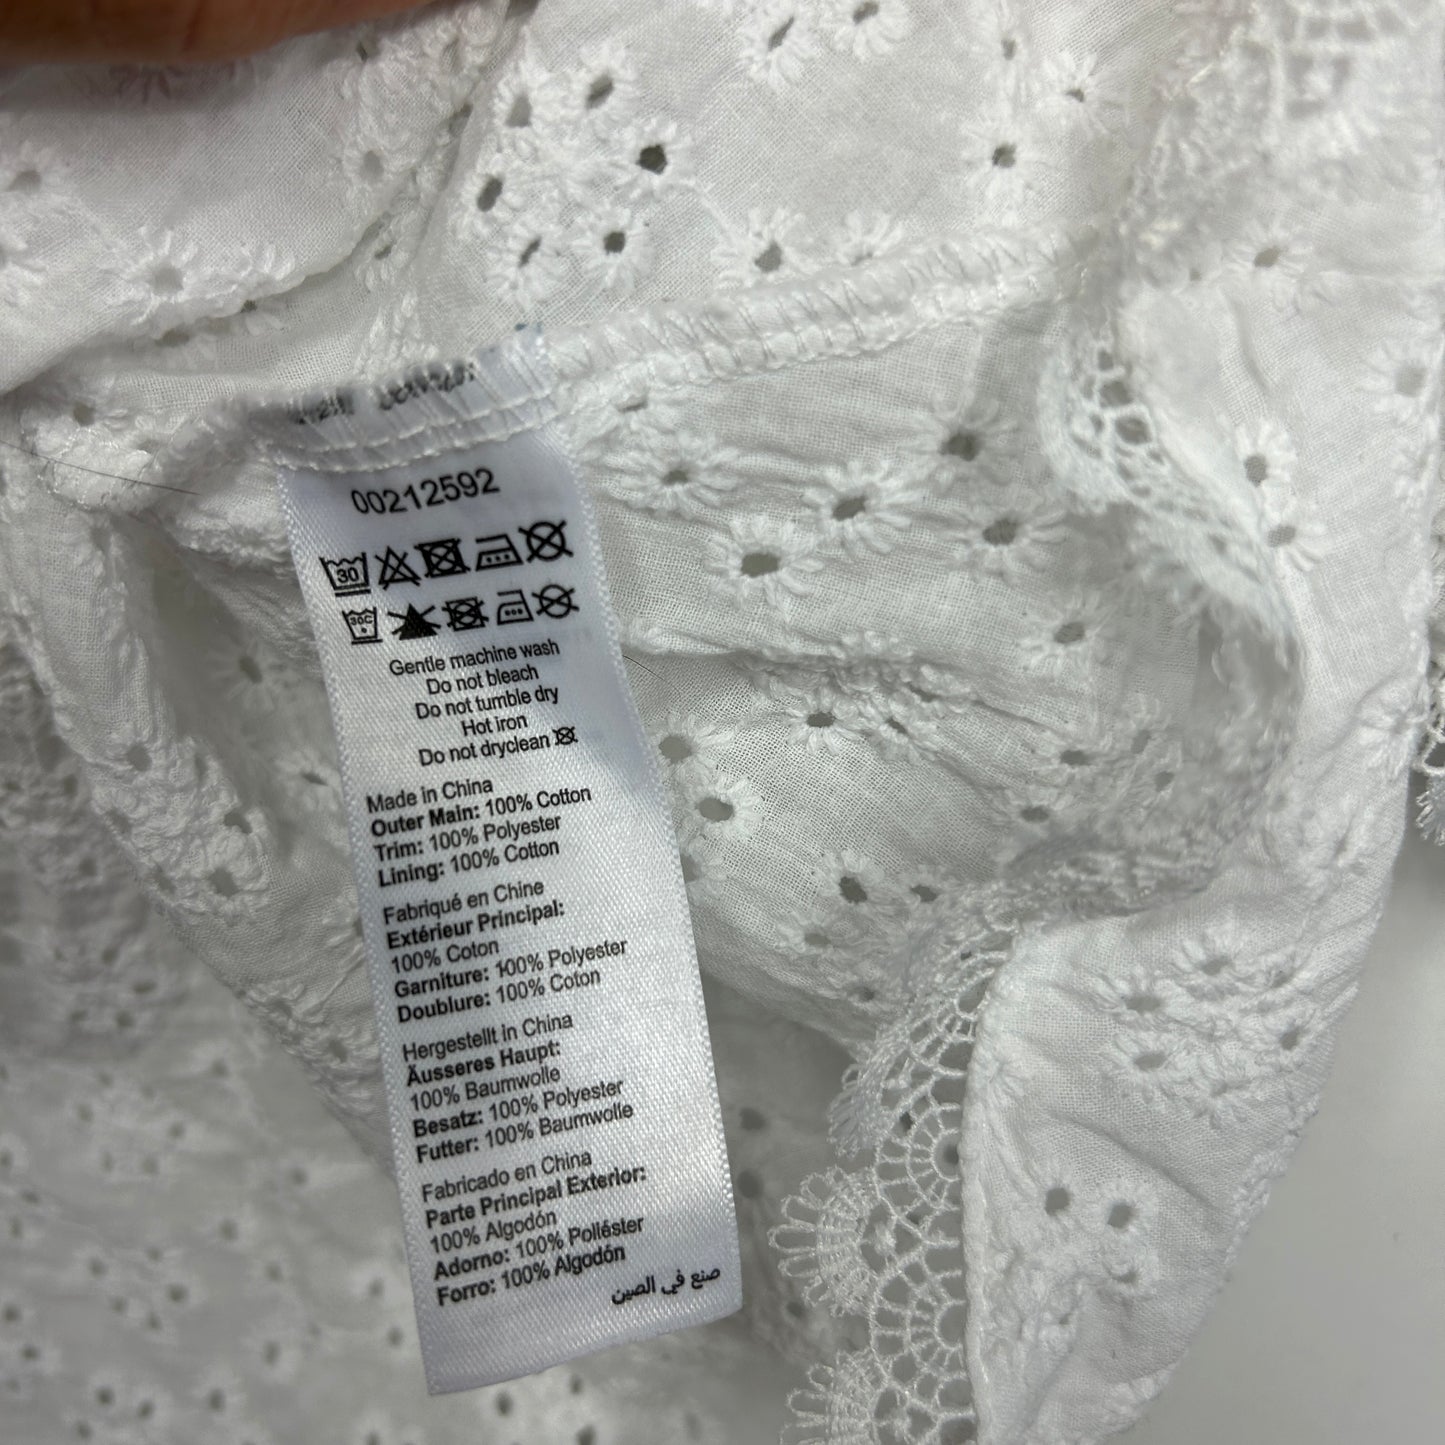 00212592
30
30C
Gentle machine wash
Do not bleach
Do not tumble dry
Hot iron
Do not dryclean
Made in China
Outer Main: 100% Cotton
Trim: 100% Polyester
Lining: 100% Cotton
Fabriqué en Chine
Extérieur Principal:
100% Coton
Garniture: 100% Polyester
Doublure: 100% Coton
Hergestellt in China
Äusseres Haupt:
100% Baumwolle
Besatz: 100% Polyester
Futter: 100% Baumwolle
Fabricado en China
Parte Principal Exterior:
100% Algodón
Adorno: 100% Poliéster
Forro: 100% Algodón
صنع في الصين